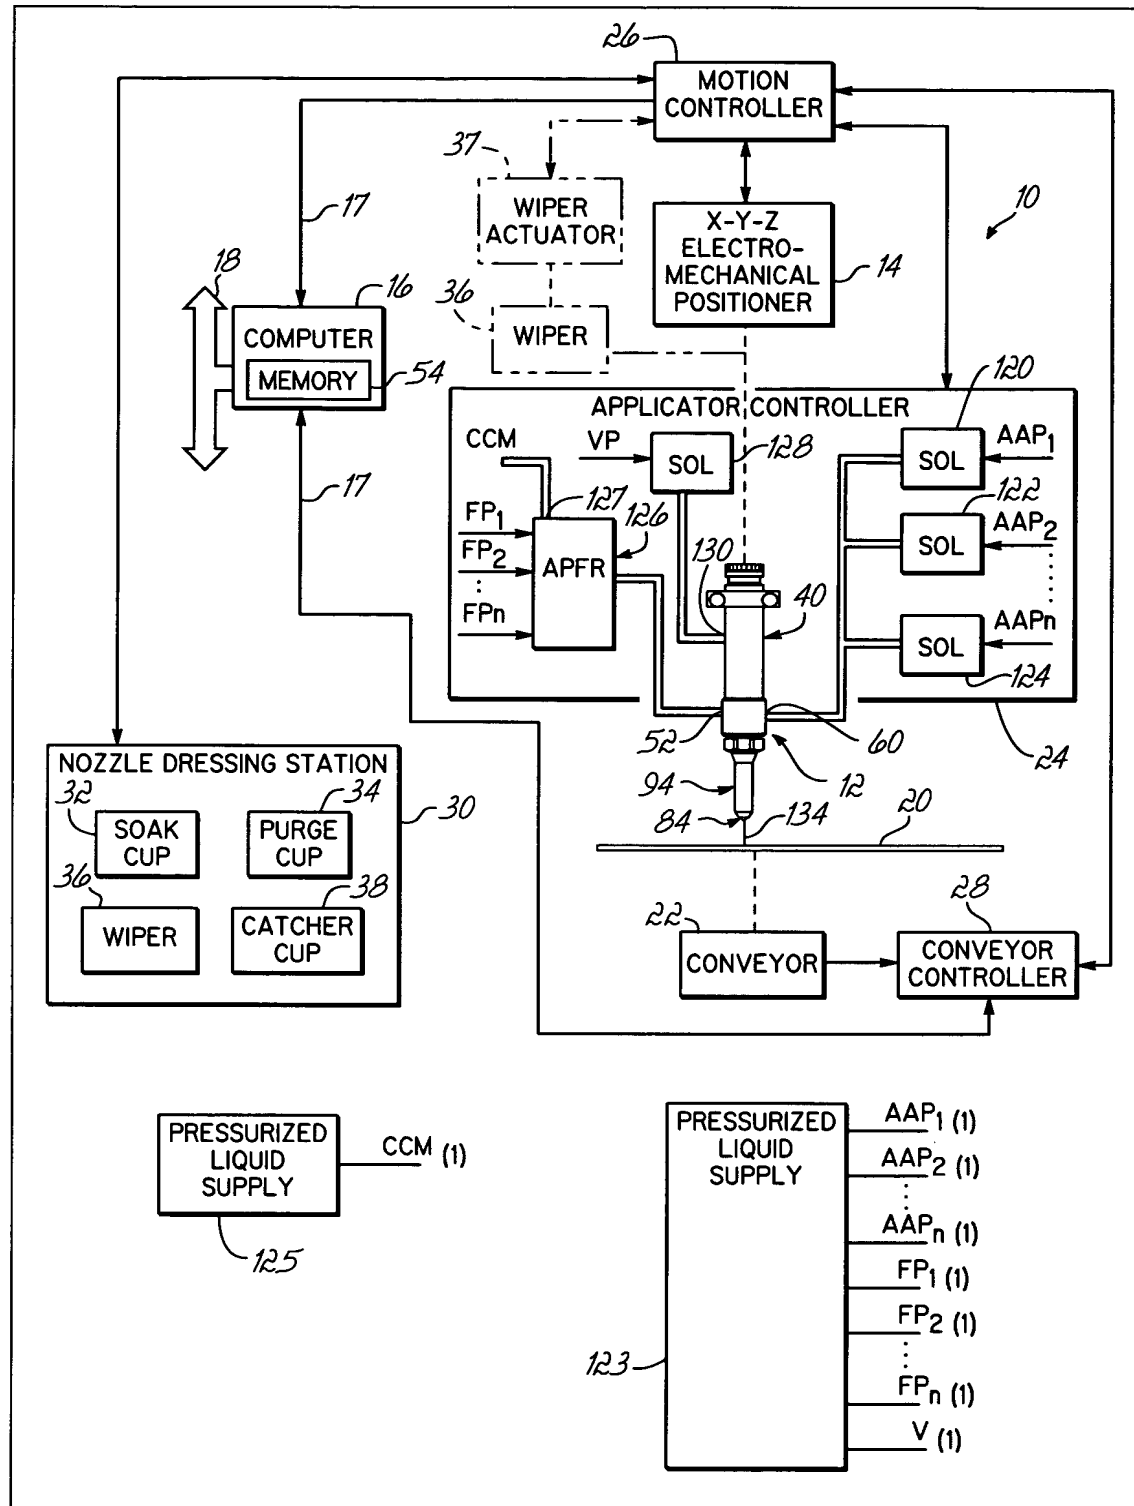 26
MOTION
CONTROLLER
37
WIPER
ACTUATOR
10
17
X-Y-Z
ELECTRO-
MECHANICAL
POSITIONER
14
18
16
36
COMPUTER
MEMORY
54
WIPER
120
APPLICATOR CONTROLLER
CCM
VP
SOL
128
SOL
AAP1
17
127
126
122
FP1
FP2
FPn
APFR
130
40
SOL
AAP2
SOL
AAPn
124
52
60
24
NOZZLE DRESSING STATION
32
34
30
SOAK
CUP
PURGE
CUP
94
12
84
134
20
36
38
WIPER
CATCHER
CUP
22
28
CONVEYOR
CONVEYOR
CONTROLLER
PRESSURIZED
LIQUID
SUPPLY
CCM (1)
125
PRESSURIZED
LIQUID
SUPPLY
AAP1 (1)
AAP2 (1)
AAPn (1)
FP1 (1)
FP2 (1)
123
FPn (1)
V (1)